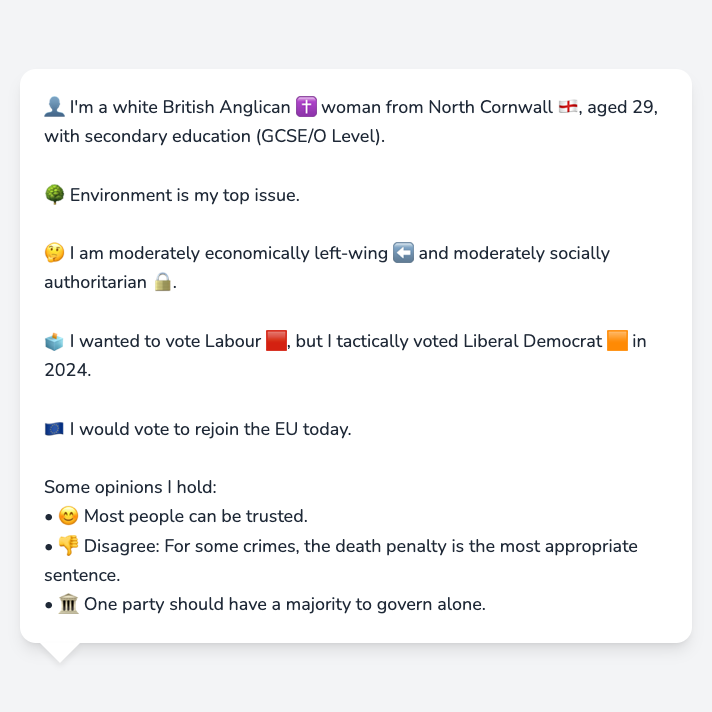 👤 I'm a white British Anglican ✝️ woman from North Cornwall 🏴󠁧󠁢󠁥󠁮󠁧󠁿, aged 29,
with secondary education (GCSE/O Level).
🌳 Environment is my top issue.
🤔 I am moderately economically left-wing ⬅️ and moderately socially
authoritarian 🔒.
🗳️ I wanted to vote Labour 🟥, but I tactically voted Liberal Democrat 🟧 in
2024.
🇪🇺 I would vote to rejoin the EU today.
Some opinions I hold:
• 😊 Most people can be trusted.
• 👎 Disagree: For some crimes, the death penalty is the most appropriate
sentence.
• 🏛️ One party should have a majority to govern alone.